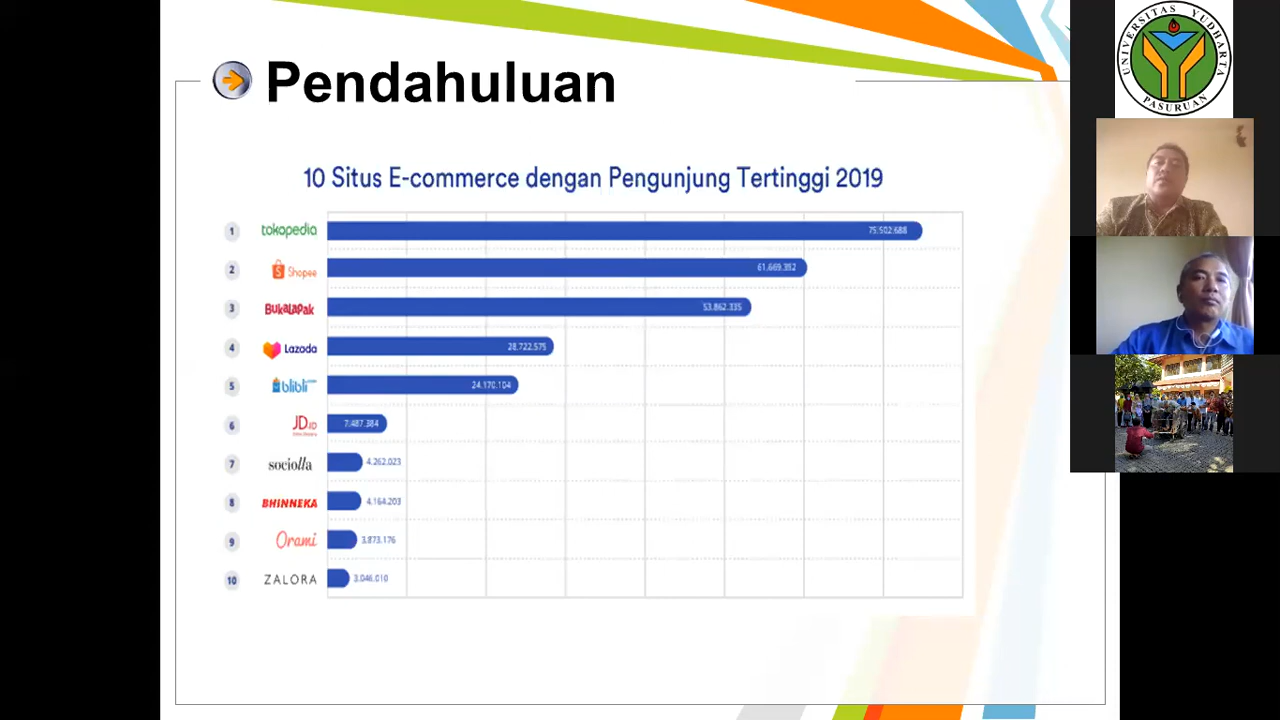 Pendahuluan
10 Situs E-commerce dengan Pengunjung Tertinggi 2019
1 tokopedia 75.502.688
2 Shopee 61.669.352
3 BUKALAPAK 53.862.335
4 Lazada 28.722.575
5 blibli 24.170.104
6 JD.ID 7.487.384
7 sociolla 4.262.023
8 BHINNEKA 4.164.203
9 Orami 3.873.176
10 ZALORA 3.046.010
UNIVERSITAS YUDHARTA
PASURUAN